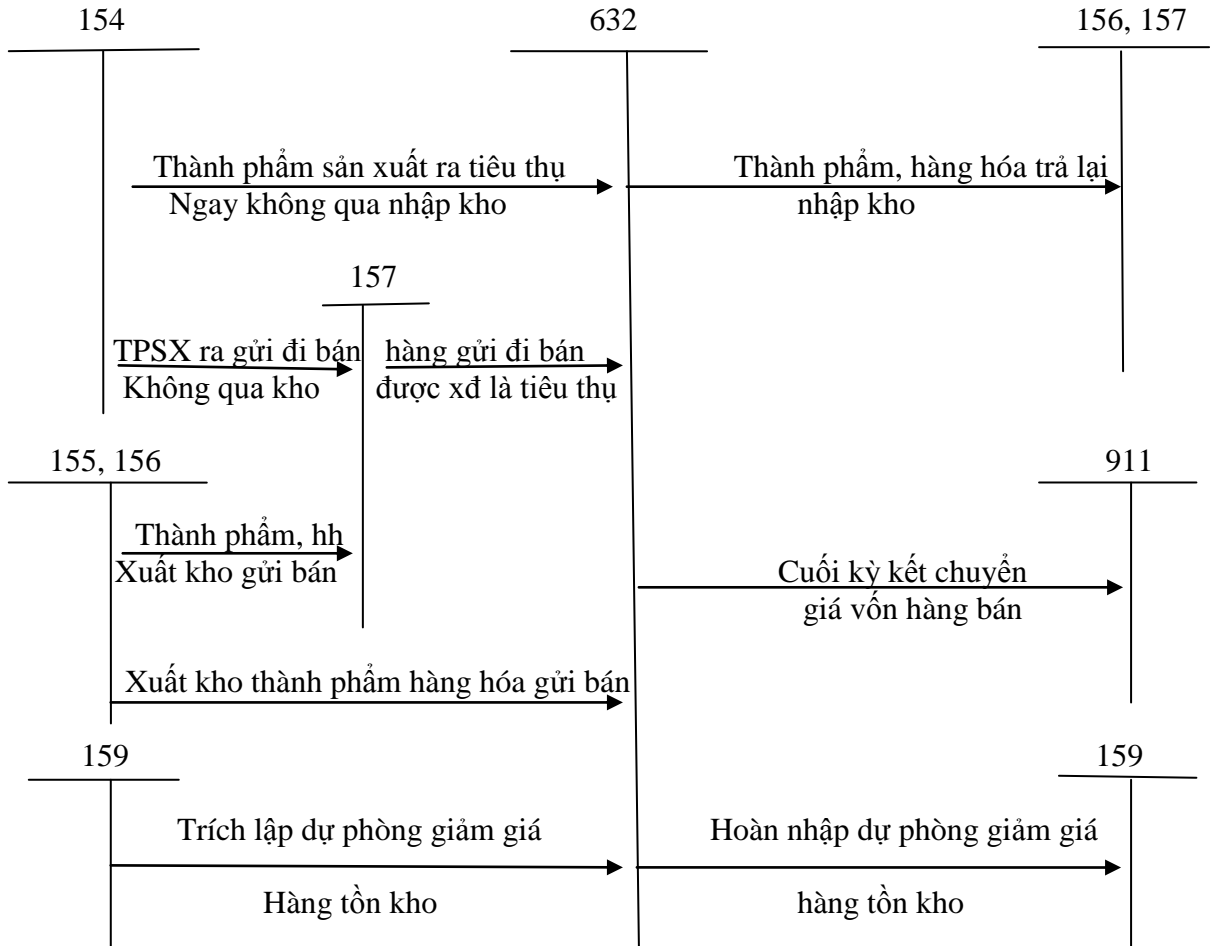 154
632
156, 157
Thành phẩm sản xuất ra tiêu thụ
Ngay không qua nhập kho
Thành phẩm, hàng hóa trả lại
nhập kho
157
TPSX ra gửi đi bán
Không qua kho
hàng gửi đi bán
được xđ là tiêu thụ
155, 156
911
Thành phẩm, hh
Xuất kho gửi bán
Cuối kỳ kết chuyển
giá vốn hàng bán
Xuất kho thành phẩm hàng hóa gửi bán
159
159
Trích lập dự phòng giảm giá
Hàng tồn kho
Hoàn nhập dự phòng giảm giá
hàng tồn kho